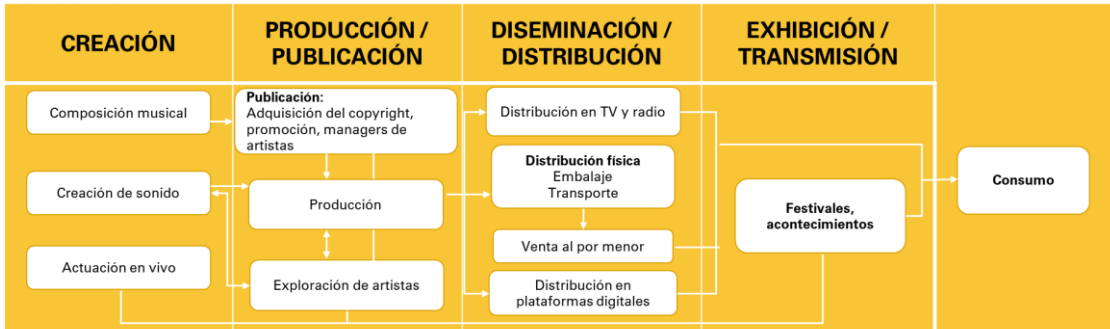 CREACIÓN
PRODUCCIÓN /
PUBLICACIÓN
DISEMINACIÓN /
DISTRIBUCIÓN
EXHIBICIÓN /
TRANSMISIÓN
Composición musical
Creación de sonido
Actuación en vivo
Publicación:
Adquisición del copyright,
promoción, managers de
artistas
Producción
Exploración de artistas
Distribución en TV y radio
Distribución física
Embalaje
Transporte
Venta al por menor
Distribución en
plataformas digitales
Festivales,
acontecimientos
Consumo